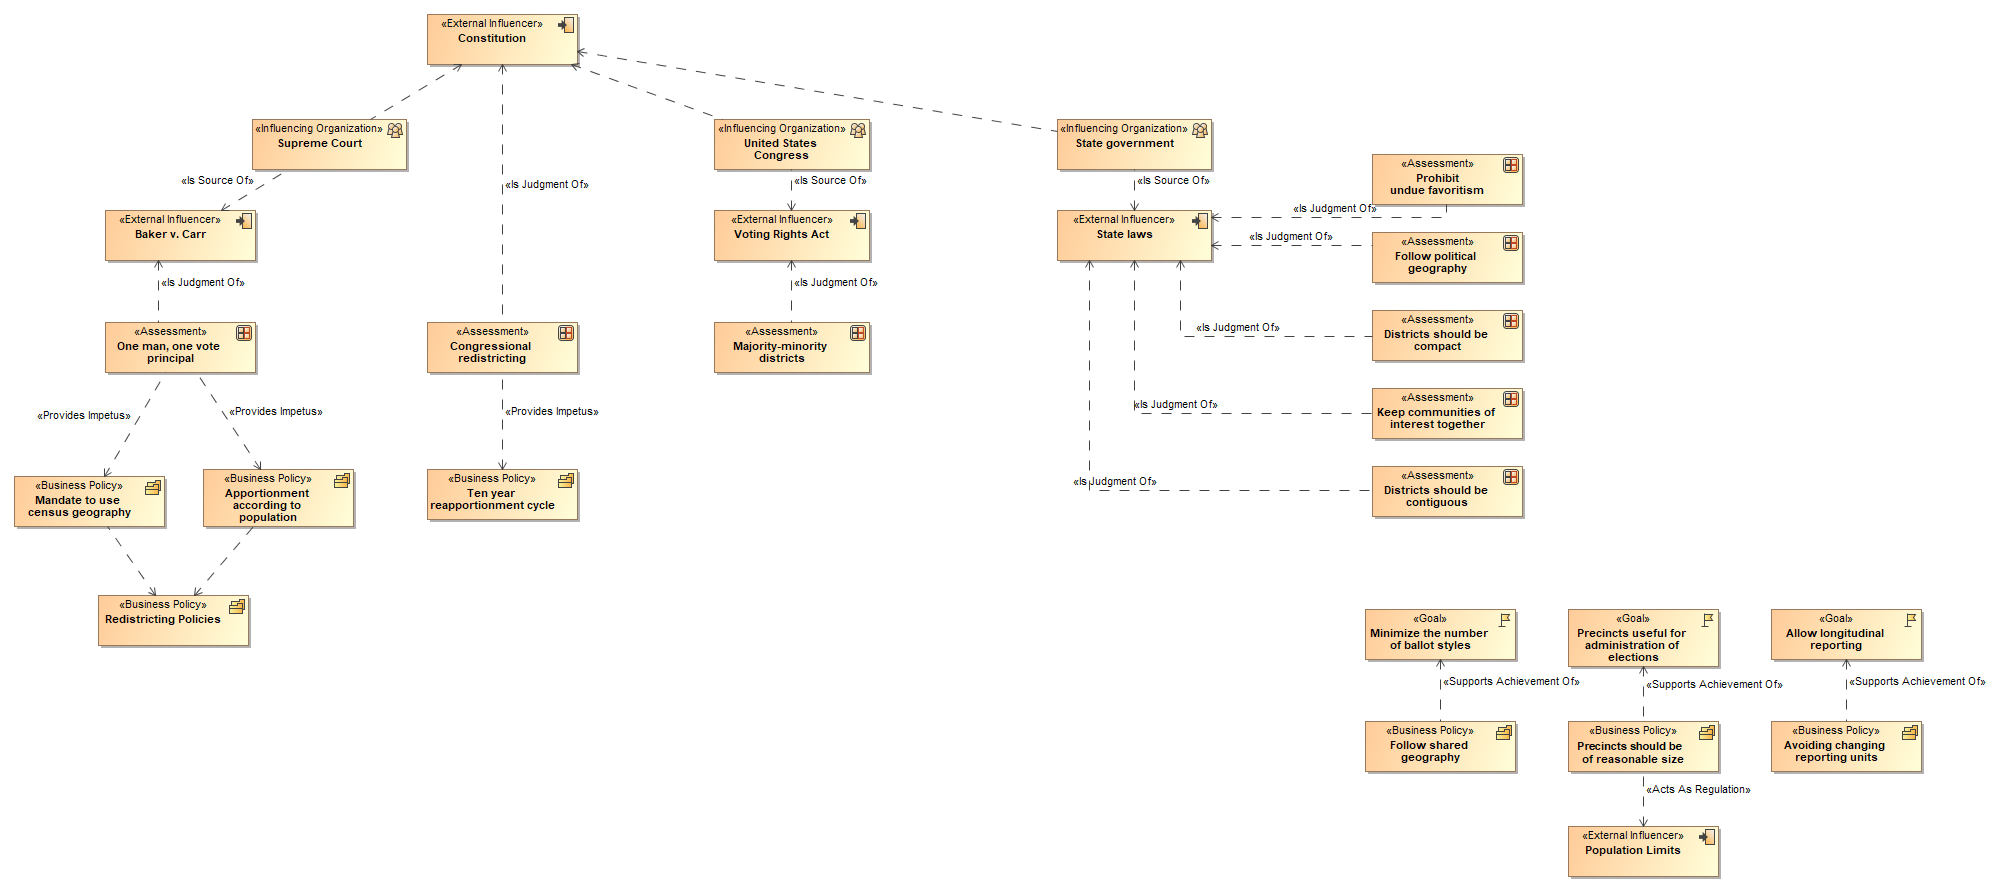 «External Influencer»
Constitution
«Influencing Organization»
Supreme Court
«Influencing Organization»
United States
Congress
«Influencing Organization»
State government
«Assessment»
Prohibit
undue favoritism
«Is Source Of»
«Is Judgment Of»
«Is Source Of»
«Is Source Of»
«Is Judgment Of»
«External Influencer»
Baker v. Carr
«External Influencer»
Voting Rights Act
«External Influencer»
State laws
«Is Judgment Of»
«Assessment»
Follow political
geography
«Is Judgment Of»
«Is Judgment Of»
«Assessment»
One man, one vote
principal
«Assessment»
Congressional
redistricting
«Assessment»
Majority-minority
districts
«Is Judgment Of»
«Assessment»
Districts should be
compact
«Is Judgment Of»
«Assessment»
Keep communities of
interest together
«Provides Impetus»
«Provides Impetus»
«Provides Impetus»
«Is Judgment Of»
«Assessment»
Districts should be
contiguous
«Business Policy»
Mandate to use
census geography
«Business Policy»
Apportionment
according to
population
«Business Policy»
Ten year
reapportionment cycle
«Business Policy»
Redistricting Policies
«Goal»
Minimize the number
of ballot styles
«Goal»
Precincts useful for
administration of
elections
«Goal»
Allow longitudinal
reporting
«Supports Achievement Of»
«Supports Achievement Of»
«Supports Achievement Of»
«Business Policy»
Follow shared
geography
«Business Policy»
Precincts should be
of reasonable size
«Business Policy»
Avoiding changing
reporting units
«Acts As Regulation»
«External Influencer»
Population Limits